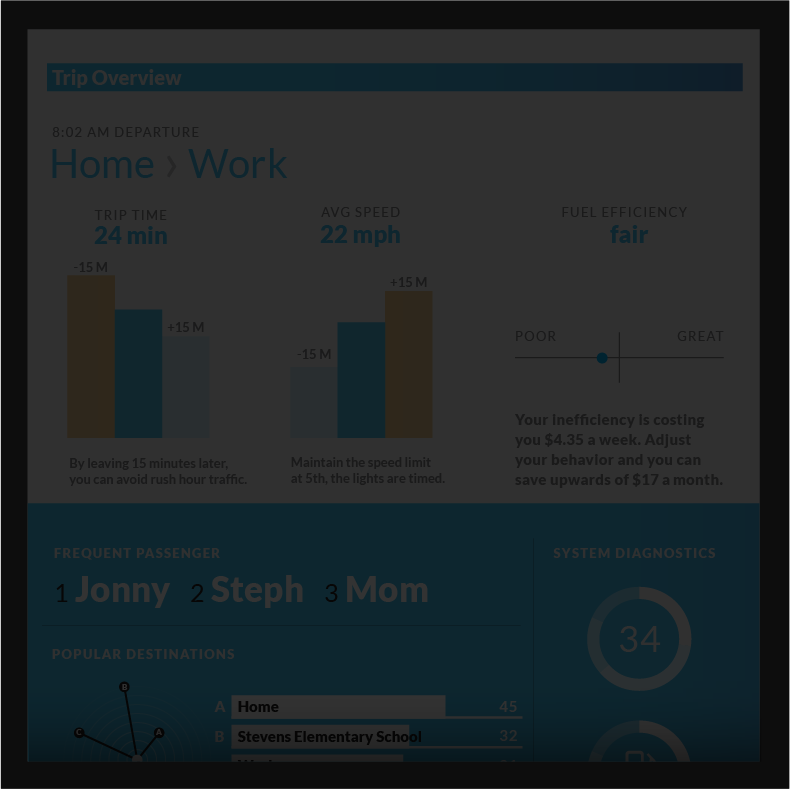 Trip Overview
8:02 AM DEPARTURE
Home › Work
TRIP TIME
24 min
AVG SPEED
22 mph
FUEL EFFICIENCY
fair
-15 M
+15 M
-15 M
+15 M
POOR
GREAT
By leaving 15 minutes later,
you can avoid rush hour traffic.
Maintain the speed limit
at 5th, the lights are timed.
Your inefficiency is costing
you $4.35 a week. Adjust
your behavior and you can
save upwards of $17 a month.
FREQUENT PASSENGER
1 Jonny 2 Steph 3 Mom
SYSTEM DIAGNOSTICS
34
POPULAR DESTINATIONS
B
C
A
A Home 45
B Stevens Elementary School 32